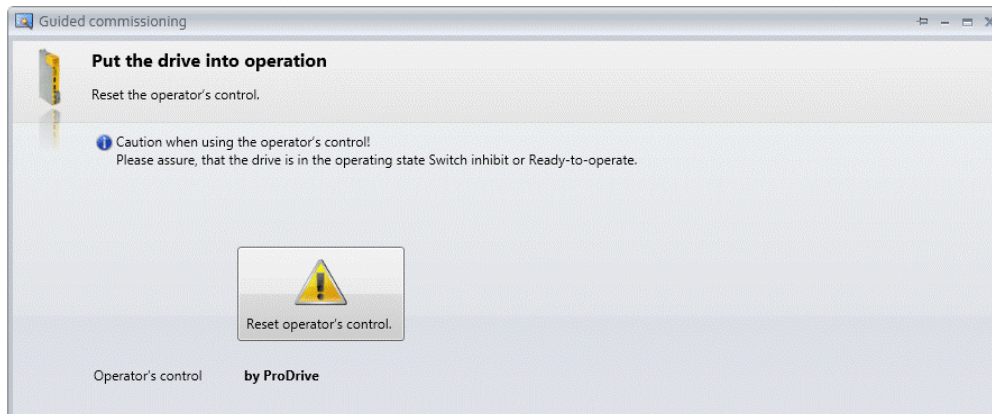 Guided commissioning
Put the drive into operation
Reset the operator's control.
Caution when using the operator's control!
Please assure, that the drive is in the operating state Switch inhibit or Ready-to-operate.
Reset operator's control.
Operator's control by ProDrive